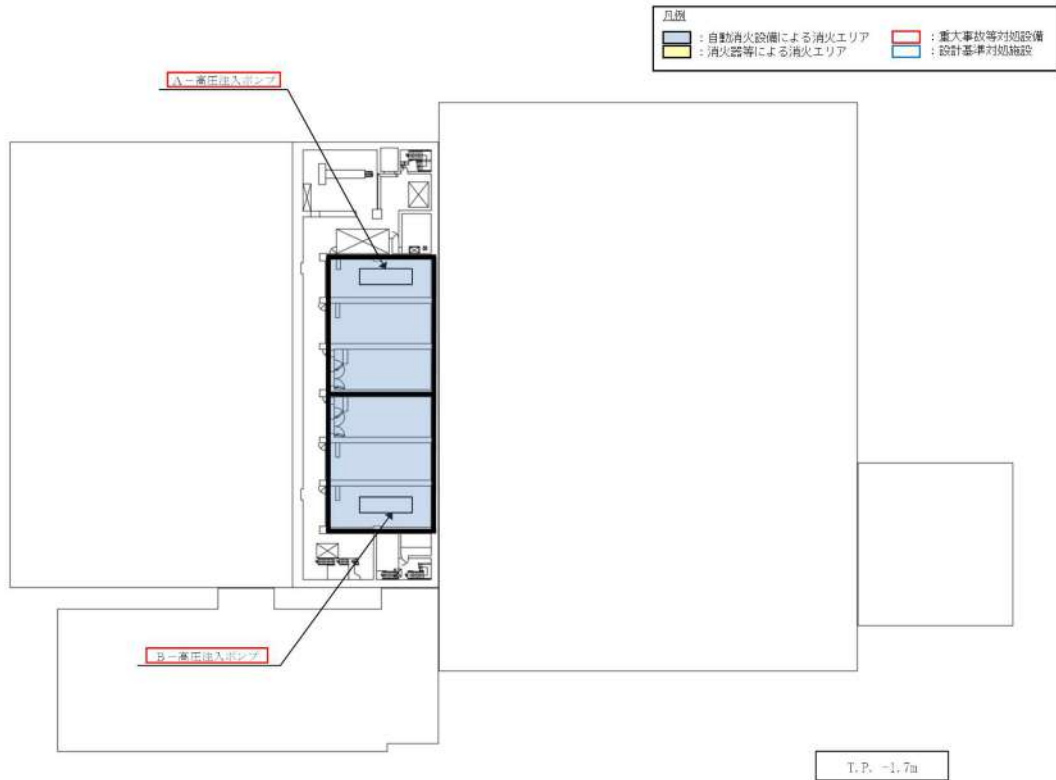 凡例
：自動消火設備による消火エリア
：重大事故等対処設備
：消火器等による消火エリア
：設計基準対処施設
A－高圧注入ポンプ
B－高圧注入ポンプ
T.P. -1.7m